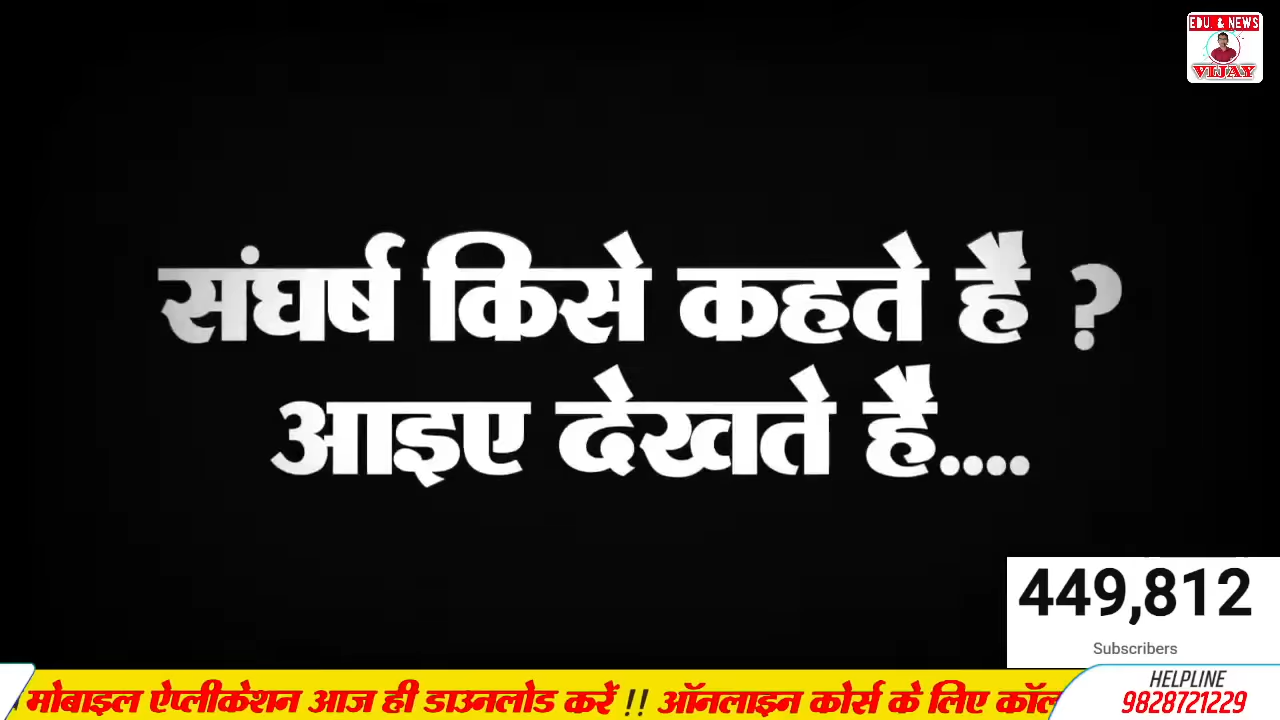 EDU. & NEWS
VIJAY
संघर्ष किसे कहते हैं ?
आइए देखते हैं....
449,812
Subscribers
मोबाइल ऐप्लीकेशन आज ही डाउनलोड करें !! ऑनलाइन कोर्स के लिए कॉल
HELPLINE
9828721229